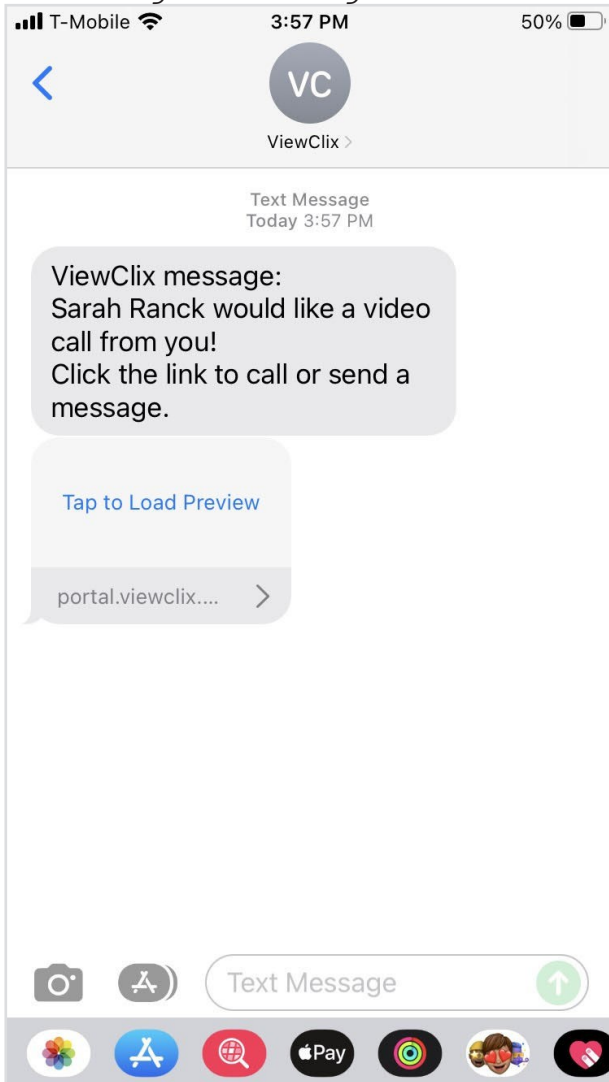 T-Mobile 3:57 PM 50%
VC
ViewClix >
Text Message
Today 3:57 PM
ViewClix message:
Sarah Ranck would like a video
call from you!
Click the link to call or send a
message.
Tap to Load Preview
portal.viewclix....
Text Message
Pay